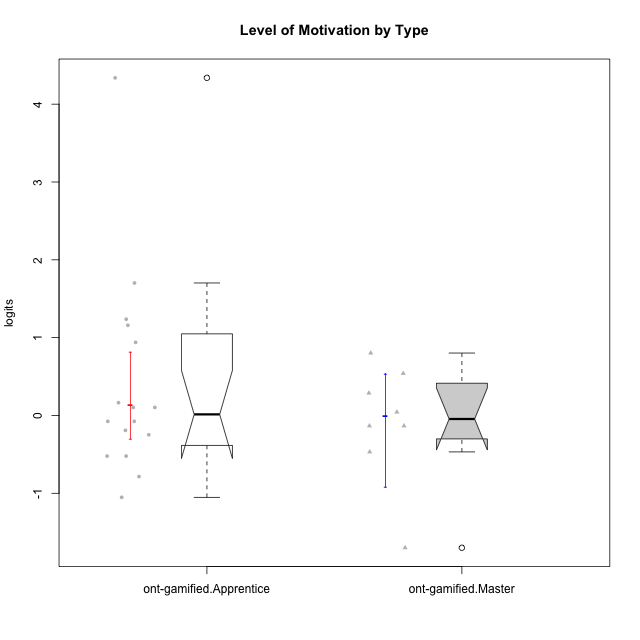 Level of Motivation by Type
logits
4
3
2
1
0
-1
ont-gamified.Apprentice
ont-gamified.Master